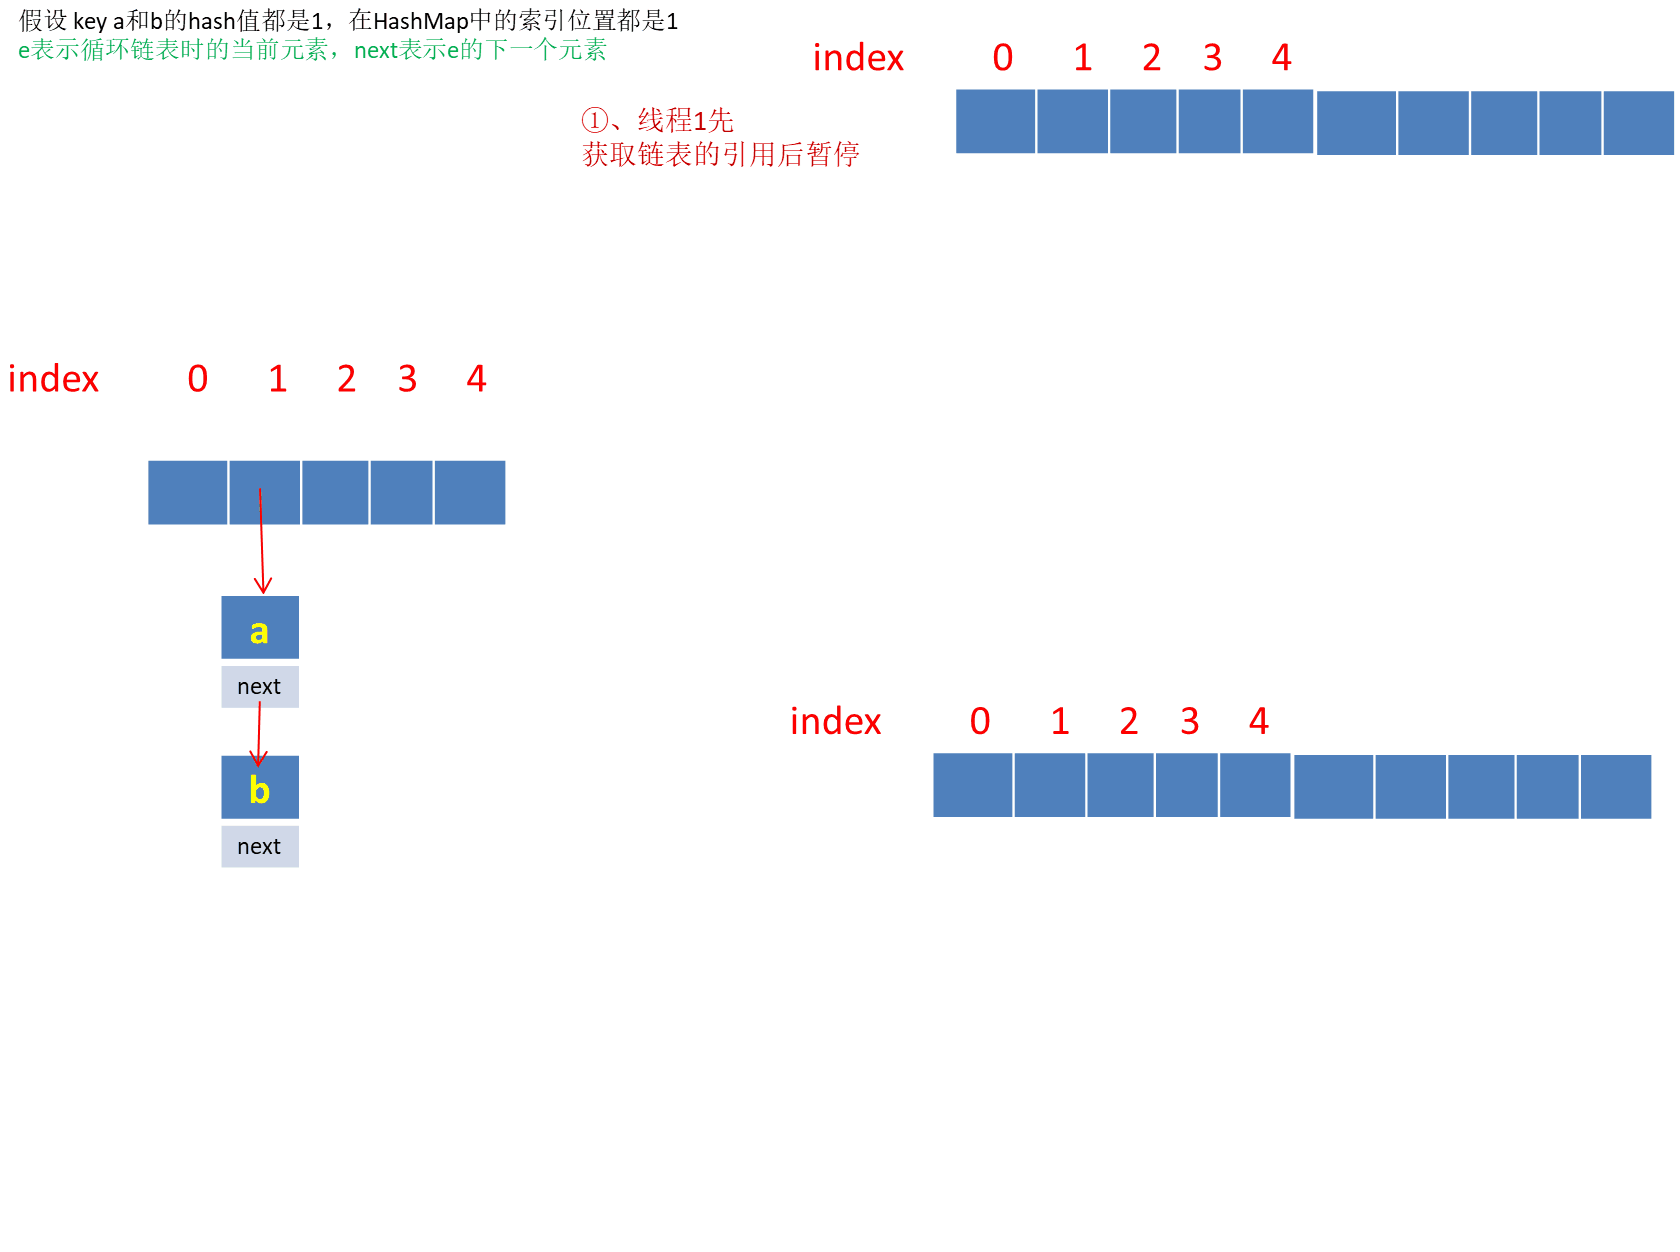 假设 key a和b的hash值都是1，在HashMap中的索引位置都是1
e表示循环链表时的当前元素，next表示e的下一个元素
index 0 1 2 3 4
①、线程1先
获取链表的引用后暂停
index 0 1 2 3 4
a
next
b
next
index 0 1 2 3 4